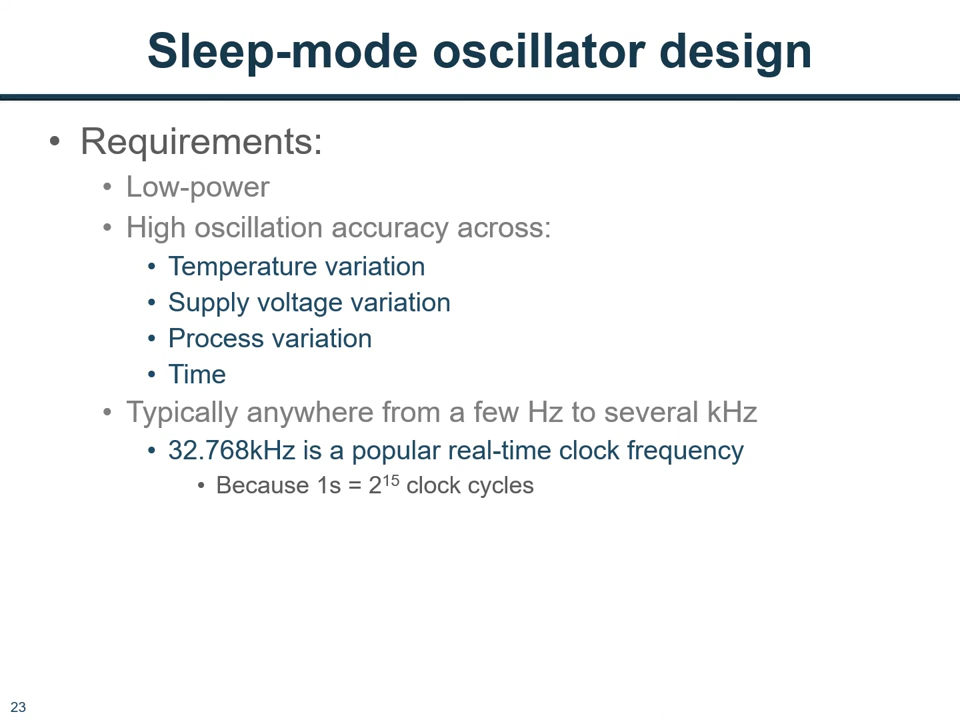 Sleep-mode oscillator design
• Requirements:
• Low-power
• High oscillation accuracy across:
• Temperature variation
• Supply voltage variation
• Process variation
• Time
• Typically anywhere from a few Hz to several kHz
• 32.768kHz is a popular real-time clock frequency
• Because 1s = 2¹⁵ clock cycles
23